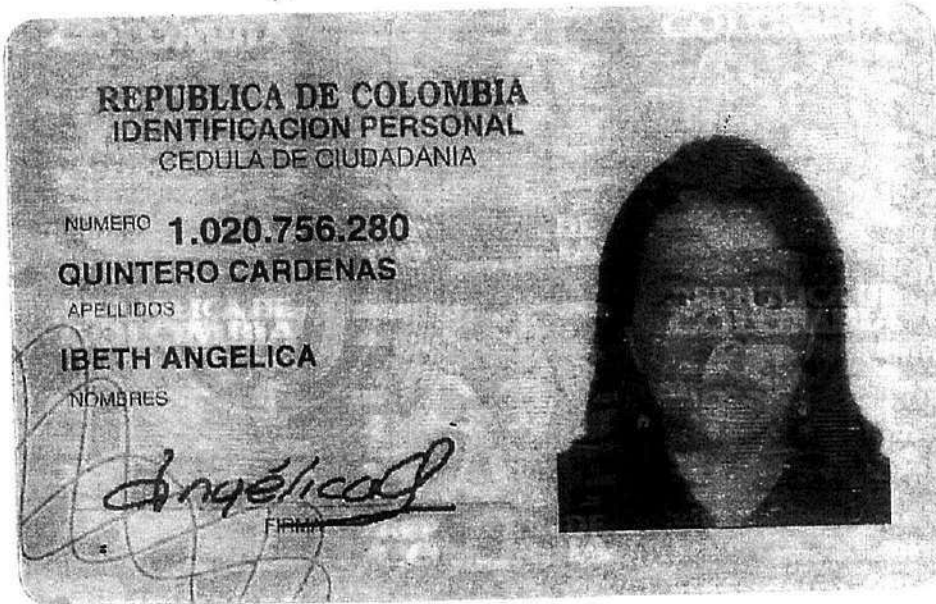 REPUBLICA DE COLOMBIA
IDENTIFICACION PERSONAL
CEDULA DE CIUDADANIA
NUMERO 1.020.756.280
QUINTERO CARDENAS
APELLIDOS
IBETH ANGELICA
NOMBRES
Angélica
FIRMA